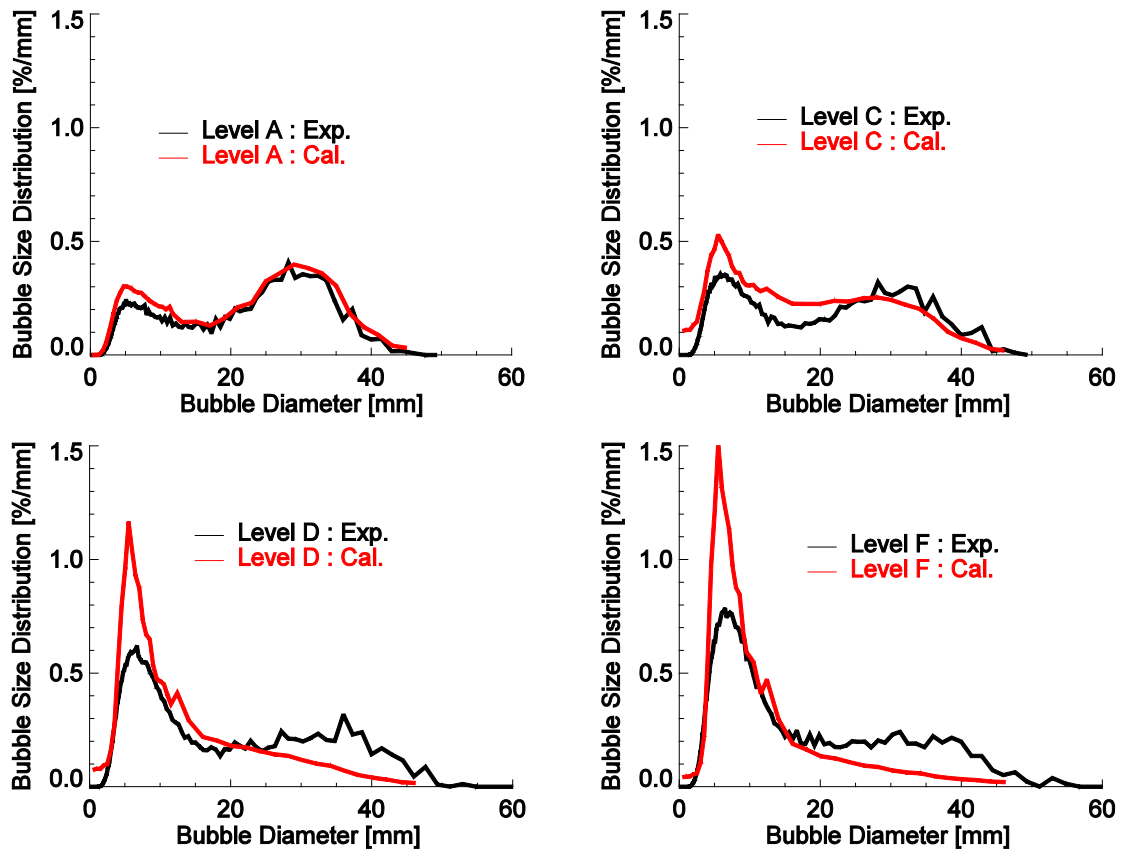 Bubble Size Distribution [%/mm]
1.5
1.0
0.5
0.0
Level A : Exp.
Level A : Cal.
0 20 40 60
Bubble Diameter [mm]
Bubble Size Distribution [%/mm]
1.5
1.0
0.5
0.0
Level C : Exp.
Level C : Cal.
0 20 40 60
Bubble Diameter [mm]
Bubble Size Distribution [%/mm]
1.5
1.0
0.5
0.0
Level D : Exp.
Level D : Cal.
0 20 40 60
Bubble Diameter [mm]
Bubble Size Distribution [%/mm]
1.5
1.0
0.5
0.0
Level F : Exp.
Level F : Cal.
0 20 40 60
Bubble Diameter [mm]